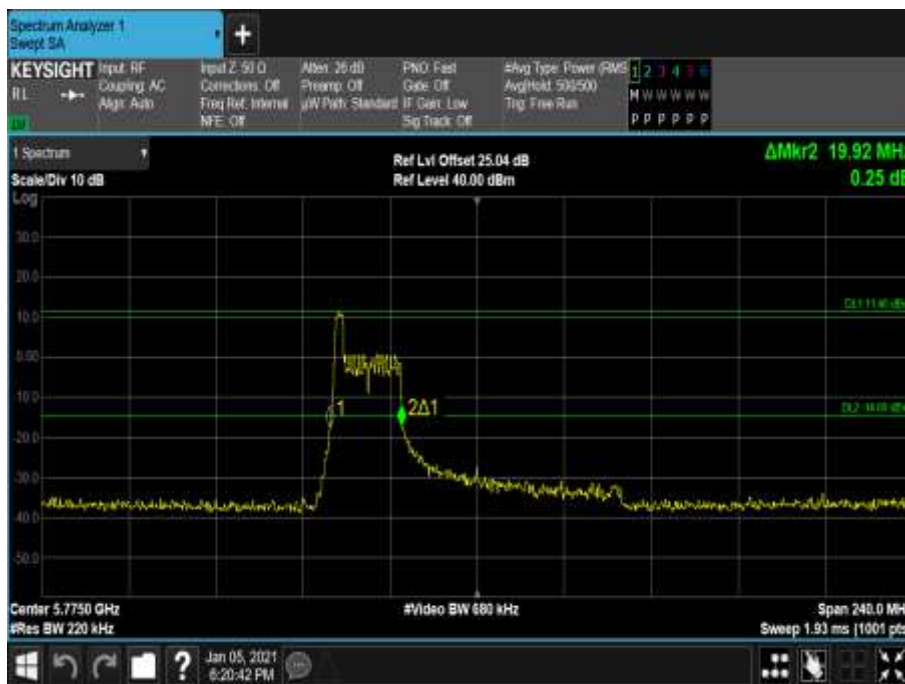 Spectrum Analyzer 1
Swept SA
+
KEYSIGHT Input: RF Input Z: 50 Ω Atten: 26 dB PNO: Fast #Avg Type: Power (RMS 1 2 3 4 5 6
RL Coupling: AC Corrections: Off Preamp: Off Gate: Off Avg|Hold: 500/500 M W W W W W
Align: Auto Freq Ref: Internal µW Path: Standard IF Gain: Low Trig: Free Run
NFE: Off Sig Track: Off P P P P P P
1 Spectrum Ref Lvl Offset 25.04 dB ΔMkr2 19.92 MH
Scale/Div 10 dB Ref Level 40.00 dBm 0.25 dB
Log
30.0
20.0
10.0
0.00
-10.0
-20.0
-30.0
-40.0
-50.0
1
2Δ1
Center 5.7750 GHz #Video BW 680 kHz Span 240.0 MH
#Res BW 220 kHz Sweep 1.93 ms (1001 pts
? Jan 05, 2021
6:20:42 PM